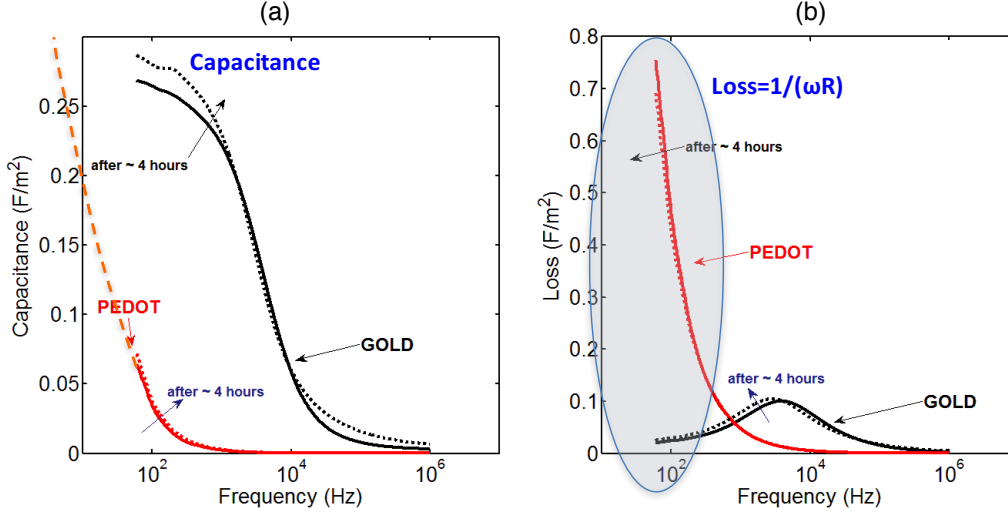 (a)
Capacitance
Capacitance (F/m²)
0.25
0.2
0.15
0.1
0.05
0
after ~ 4 hours
PEDOT
GOLD
after ~ 4 hours
10² 10⁴ 10⁶
Frequency (Hz)
(b)
Loss=1/(ωR)
Loss (F/m²)
0.8
0.7
0.6
0.5
0.4
0.3
0.2
0.1
0
after ~ 4 hours
PEDOT
after ~ 4 hours
GOLD
10² 10⁴ 10⁶
Frequency (Hz)